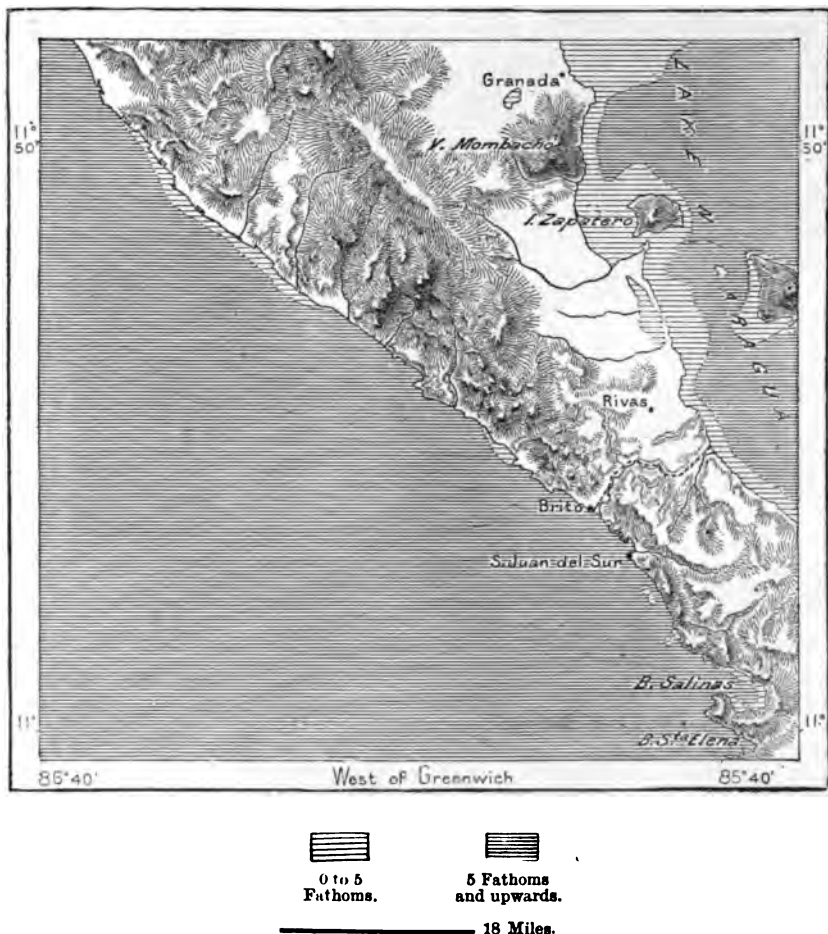 LAKE NICARAGUA
Granada
11°
50'
V. Mombacho
11°
50'
I. Zapatero
Rivas
Brito
S. Juan-del-Sur
B. Salinas
11°
11°
B. Sta Elena
86°40'
West of Greenwich
85°40'
0 to 5
Fathoms.
5 Fathoms
and upwards.
18 Miles.